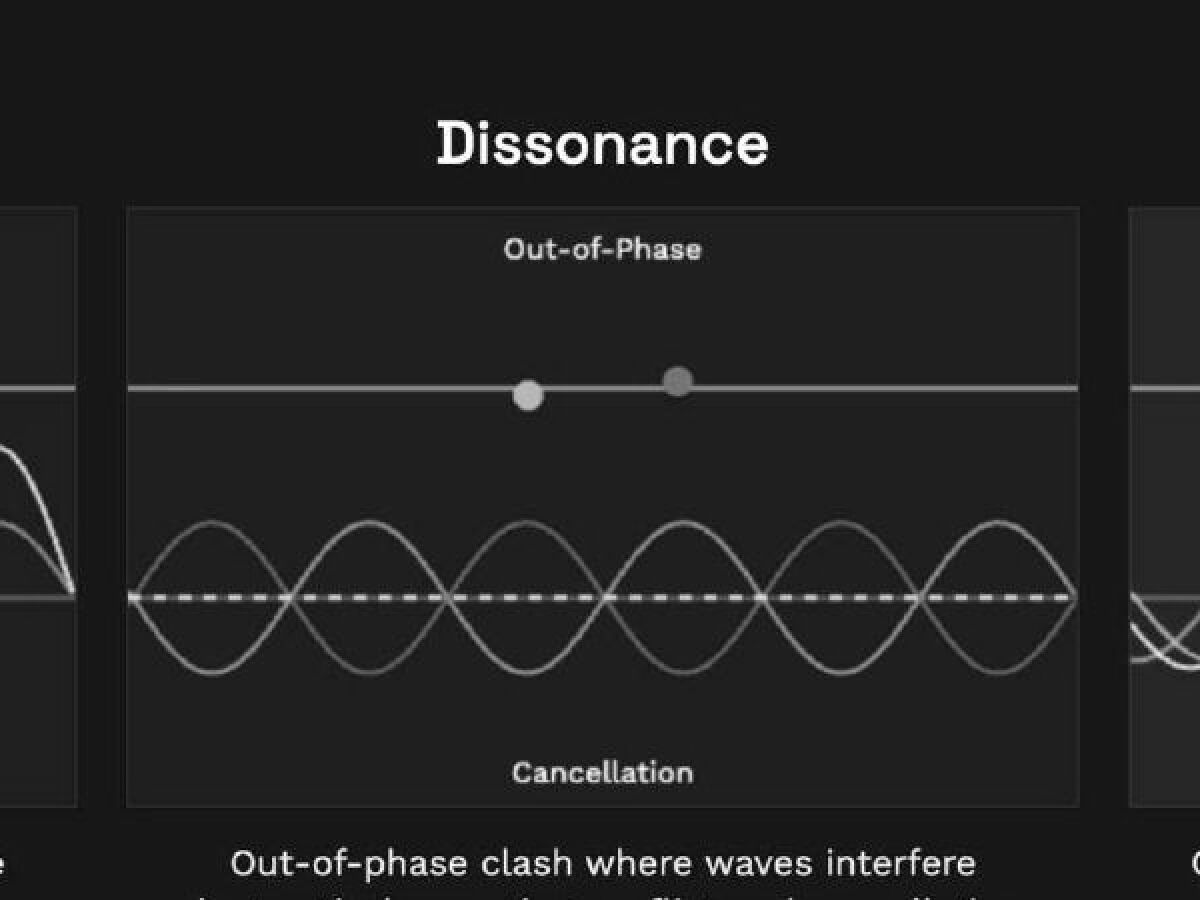 Dissonance
Out-of-Phase
Cancellation
Out-of-phase clash where waves interfere